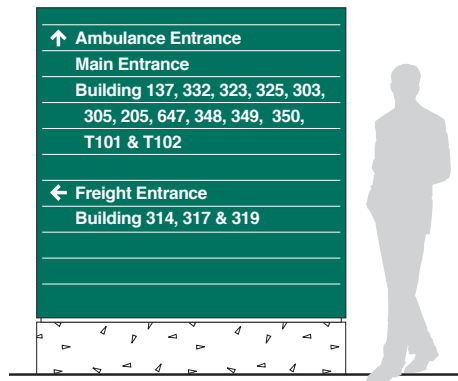 ↑ Ambulance Entrance
Main Entrance
Building 137, 332, 323, 325, 303,
305, 205, 647, 348, 349, 350,
T101 & T102
← Freight Entrance
Building 314, 317 & 319